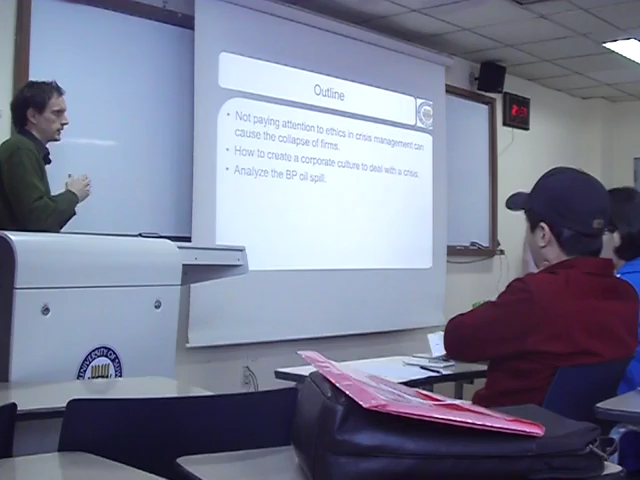 Outline
• Not paying attention to ethics in crisis management can
cause the collapse of firms.
• How to create a corporate culture to deal with a crisis.
• Analyze the BP oil spill.
UNIVERSITY OF